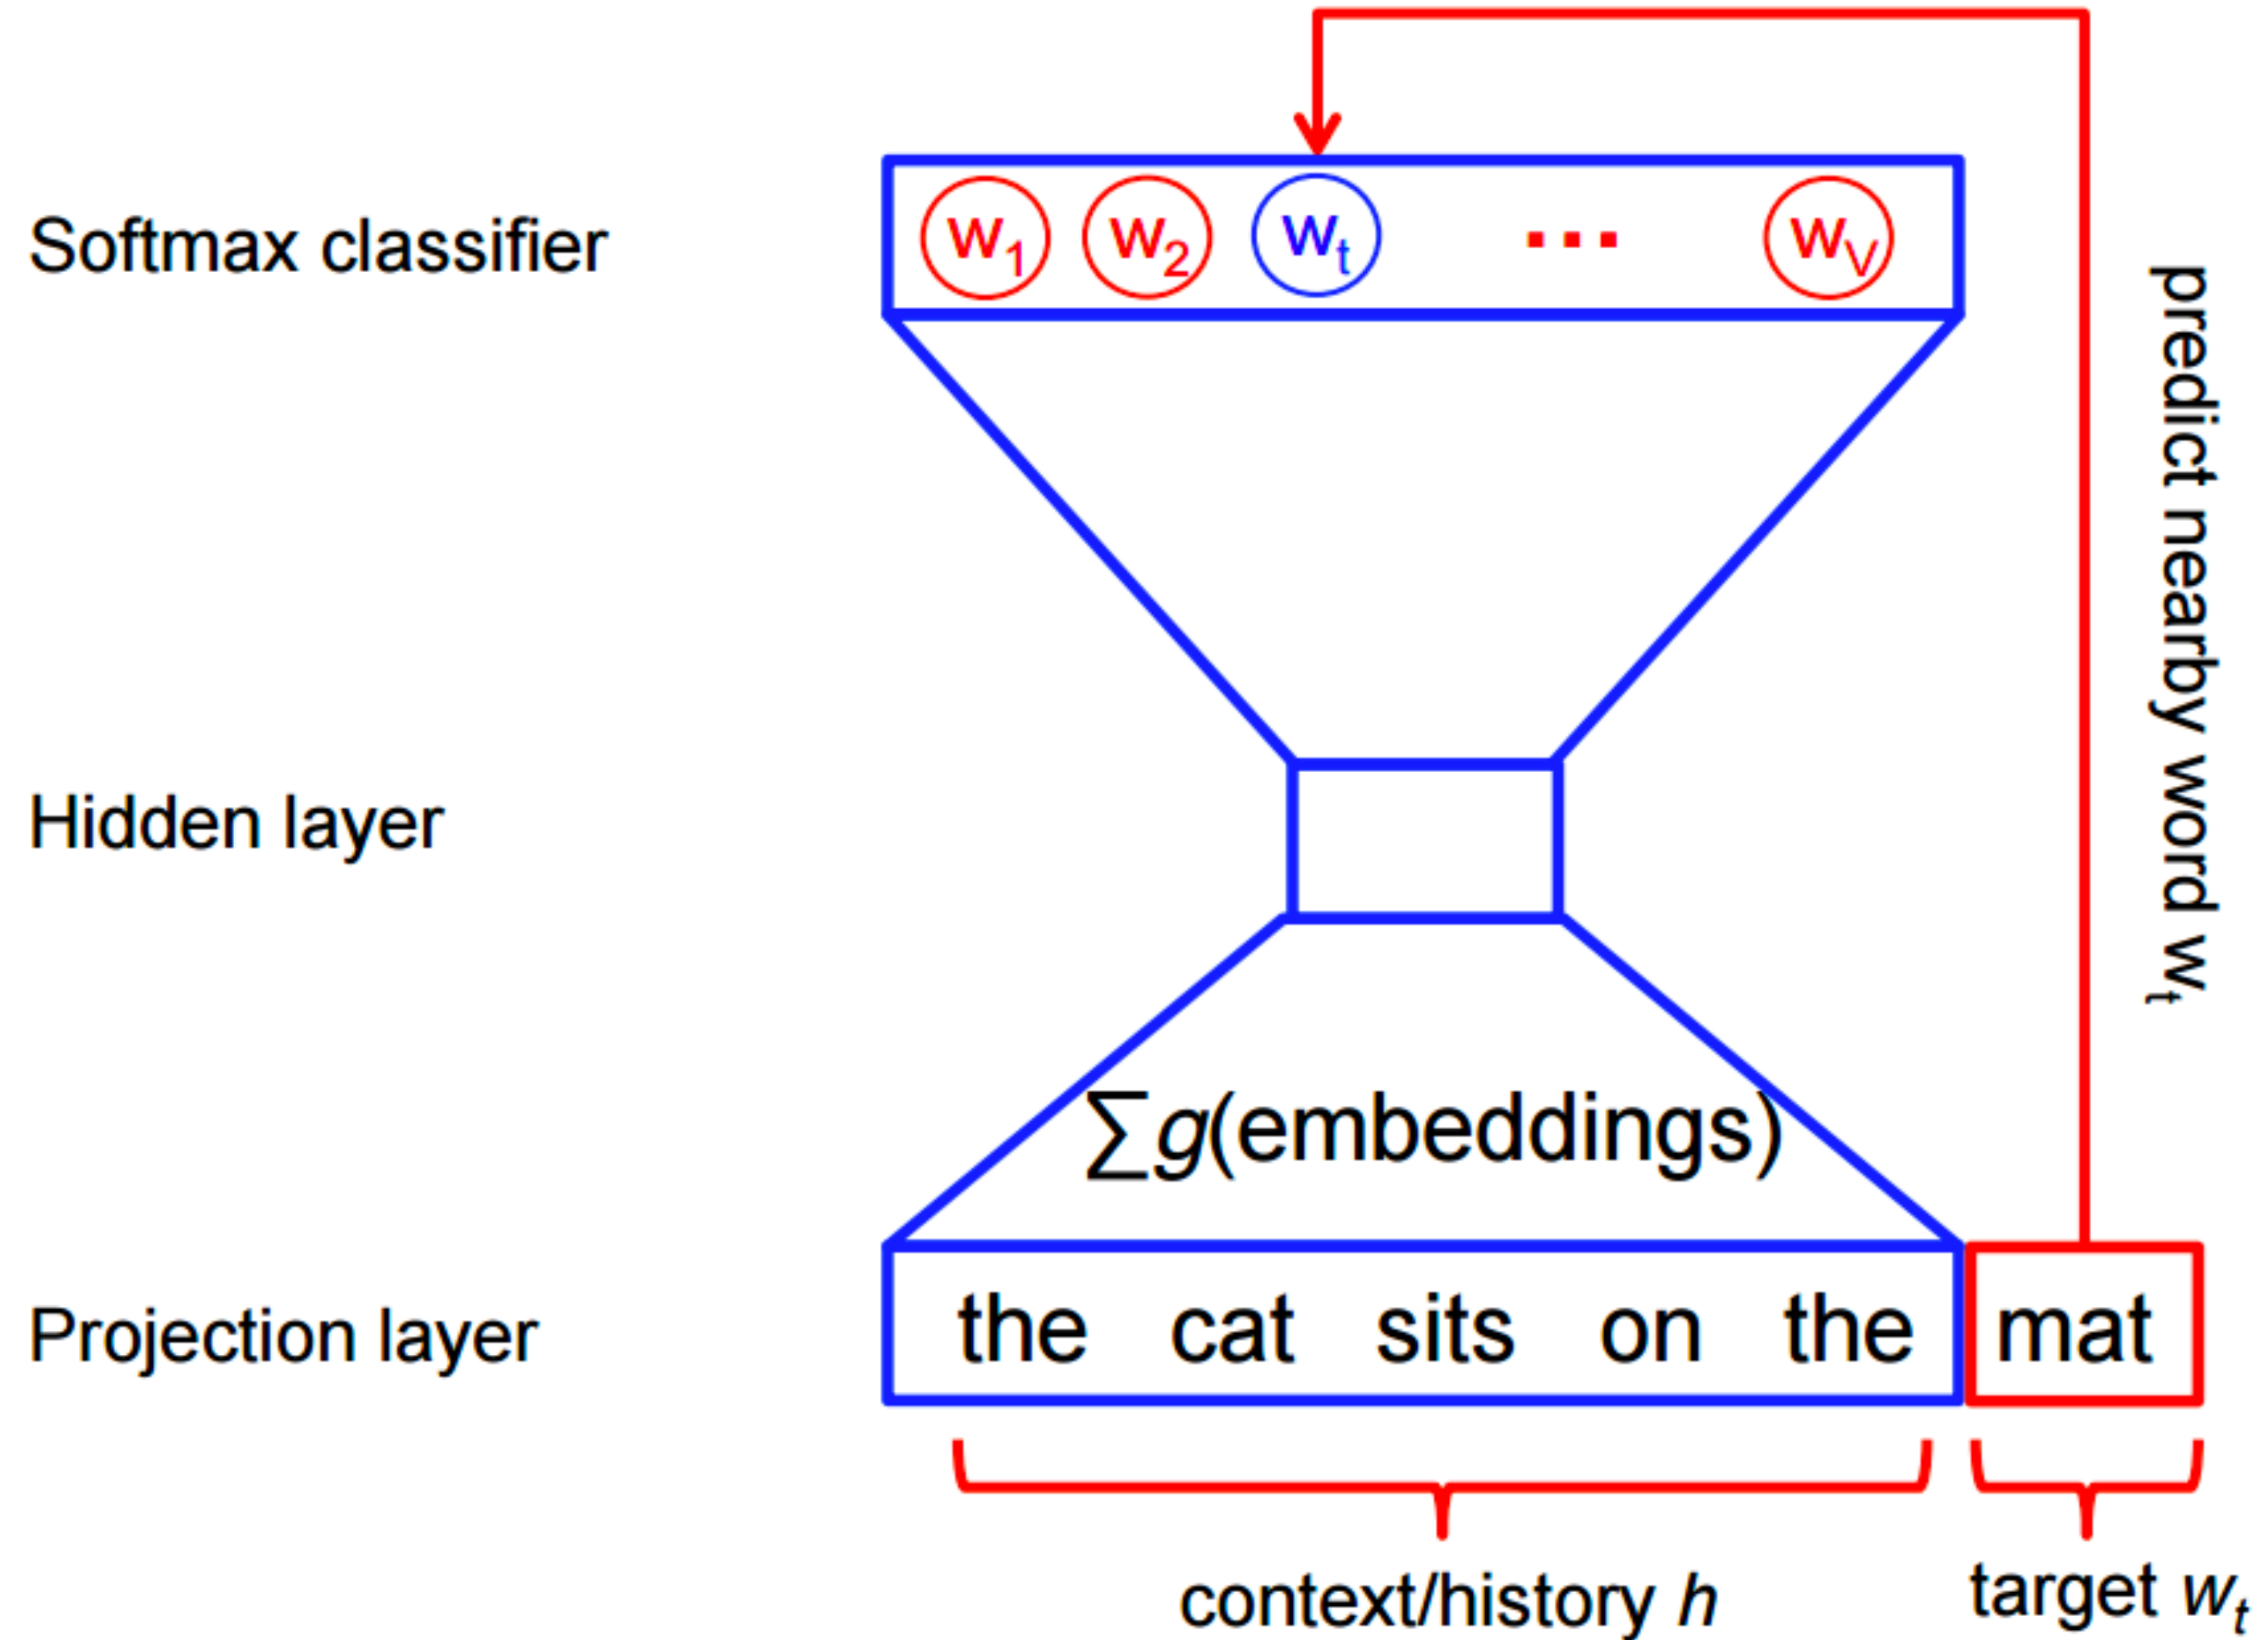 Softmax classifier
w1 w2 wt ... wV
predict nearby word wt
Hidden layer
∑g(embeddings)
Projection layer
the cat sits on the mat
context/history h
target wt